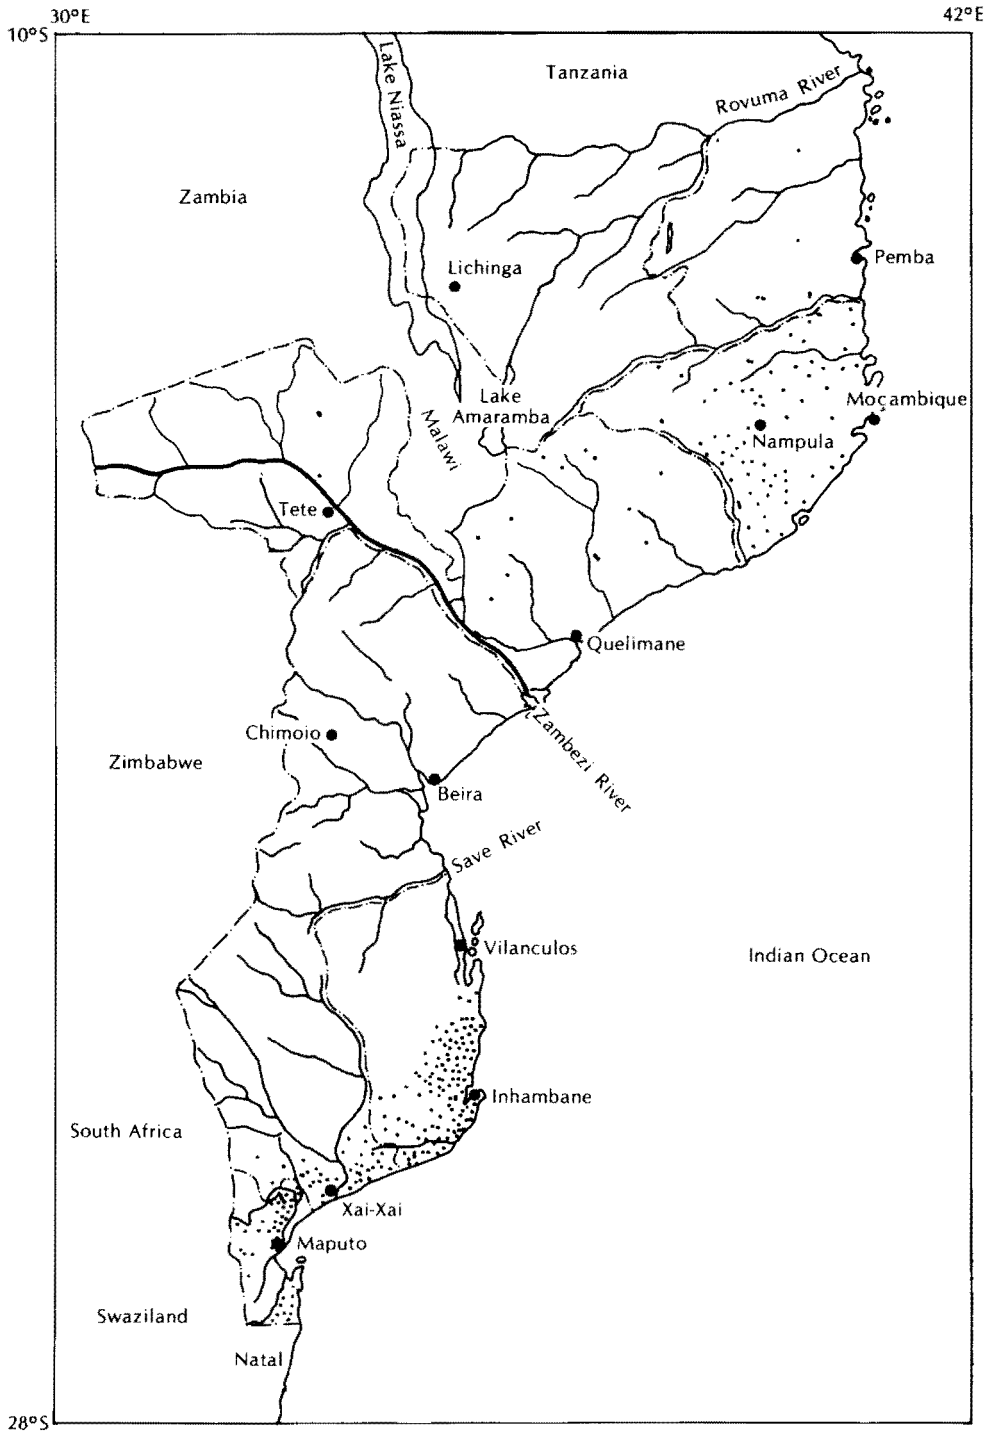 30°E
42°E
10°S
Tanzania
Lake Niassa
Rovuma River
Zambia
Pemba
Lichinga
Lake
Amaramba
Malawi
Moçambique
Nampula
Tete
Quelimane
Zambezi River
Chimoio
Zimbabwe
Beira
Save River
Vilanculos
Indian Ocean
Inhambane
South Africa
Xai-Xai
Maputo
Swaziland
Natal
28°S